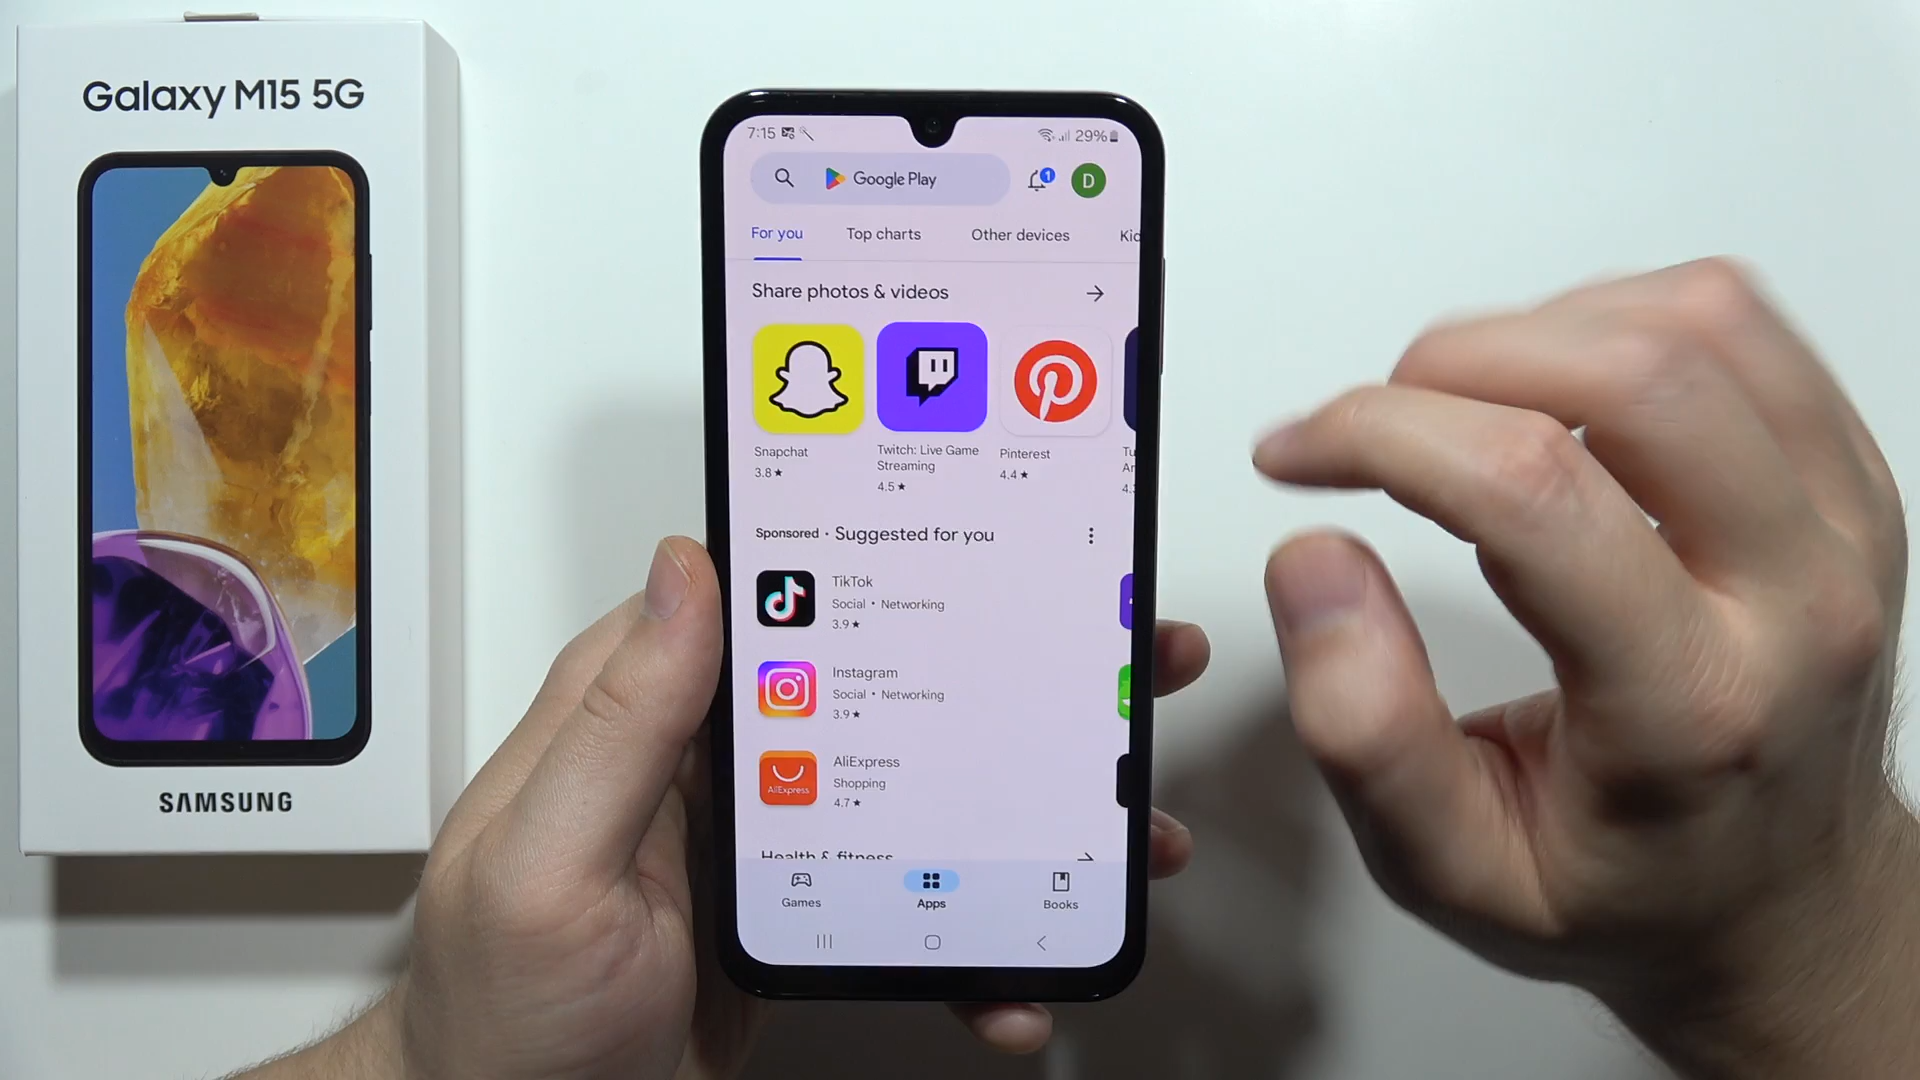 Galaxy M15 5G
SAMSUNG
7:15
29%
Google Play
1
D
For you
Top charts
Other devices
Share photos & videos
Snapchat
3.8★
Twitch: Live Game
Streaming
4.5★
Pinterest
4.4★
Sponsored • Suggested for you
TikTok
Social • Networking
3.9★
Instagram
Social • Networking
3.9★
AliExpress
AliExpress
Shopping
4.7★
Health & fitness
Games
Apps
Books